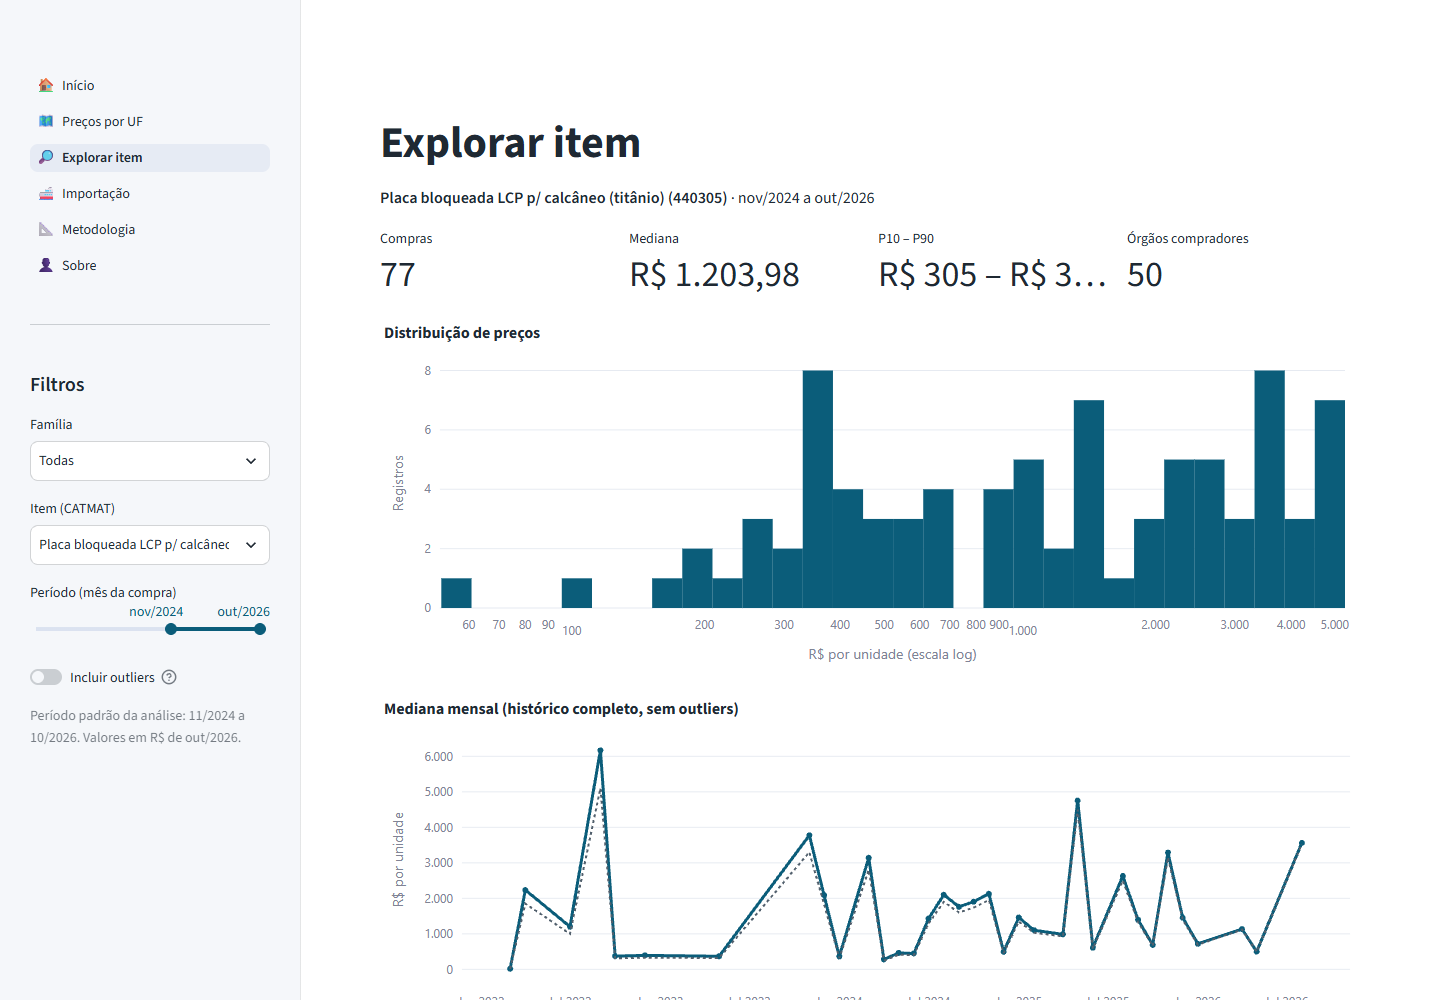 Início
Preços por UF
Explorar item
Importação
Metodologia
Sobre
Filtros
Família
Todas
Item (CATMAT)
Placa bloqueada LCP p/ calcânec
Período (mês da compra)
nov/2024 out/2026
Incluir outliers
Período padrão da análise: 11/2024 a
10/2026. Valores em R$ de out/2026.
Explorar item
Placa bloqueada LCP p/ calcâneo (titânio) (440305) · nov/2024 a out/2026
Compras Mediana P10 – P90 Órgãos compradores
77 R$ 1.203,98 R$ 305 – R$ 3… 50
Distribuição de preços
8
6
4
2
0
Registros
60 70 80 90 100 200 300 400 500 600 700 800 900 1.000 2.000 3.000 4.000 5.000
R$ por unidade (escala log)
Mediana mensal (histórico completo, sem outliers)
6.000
5.000
4.000
3.000
2.000
1.000
0
R$ por unidade